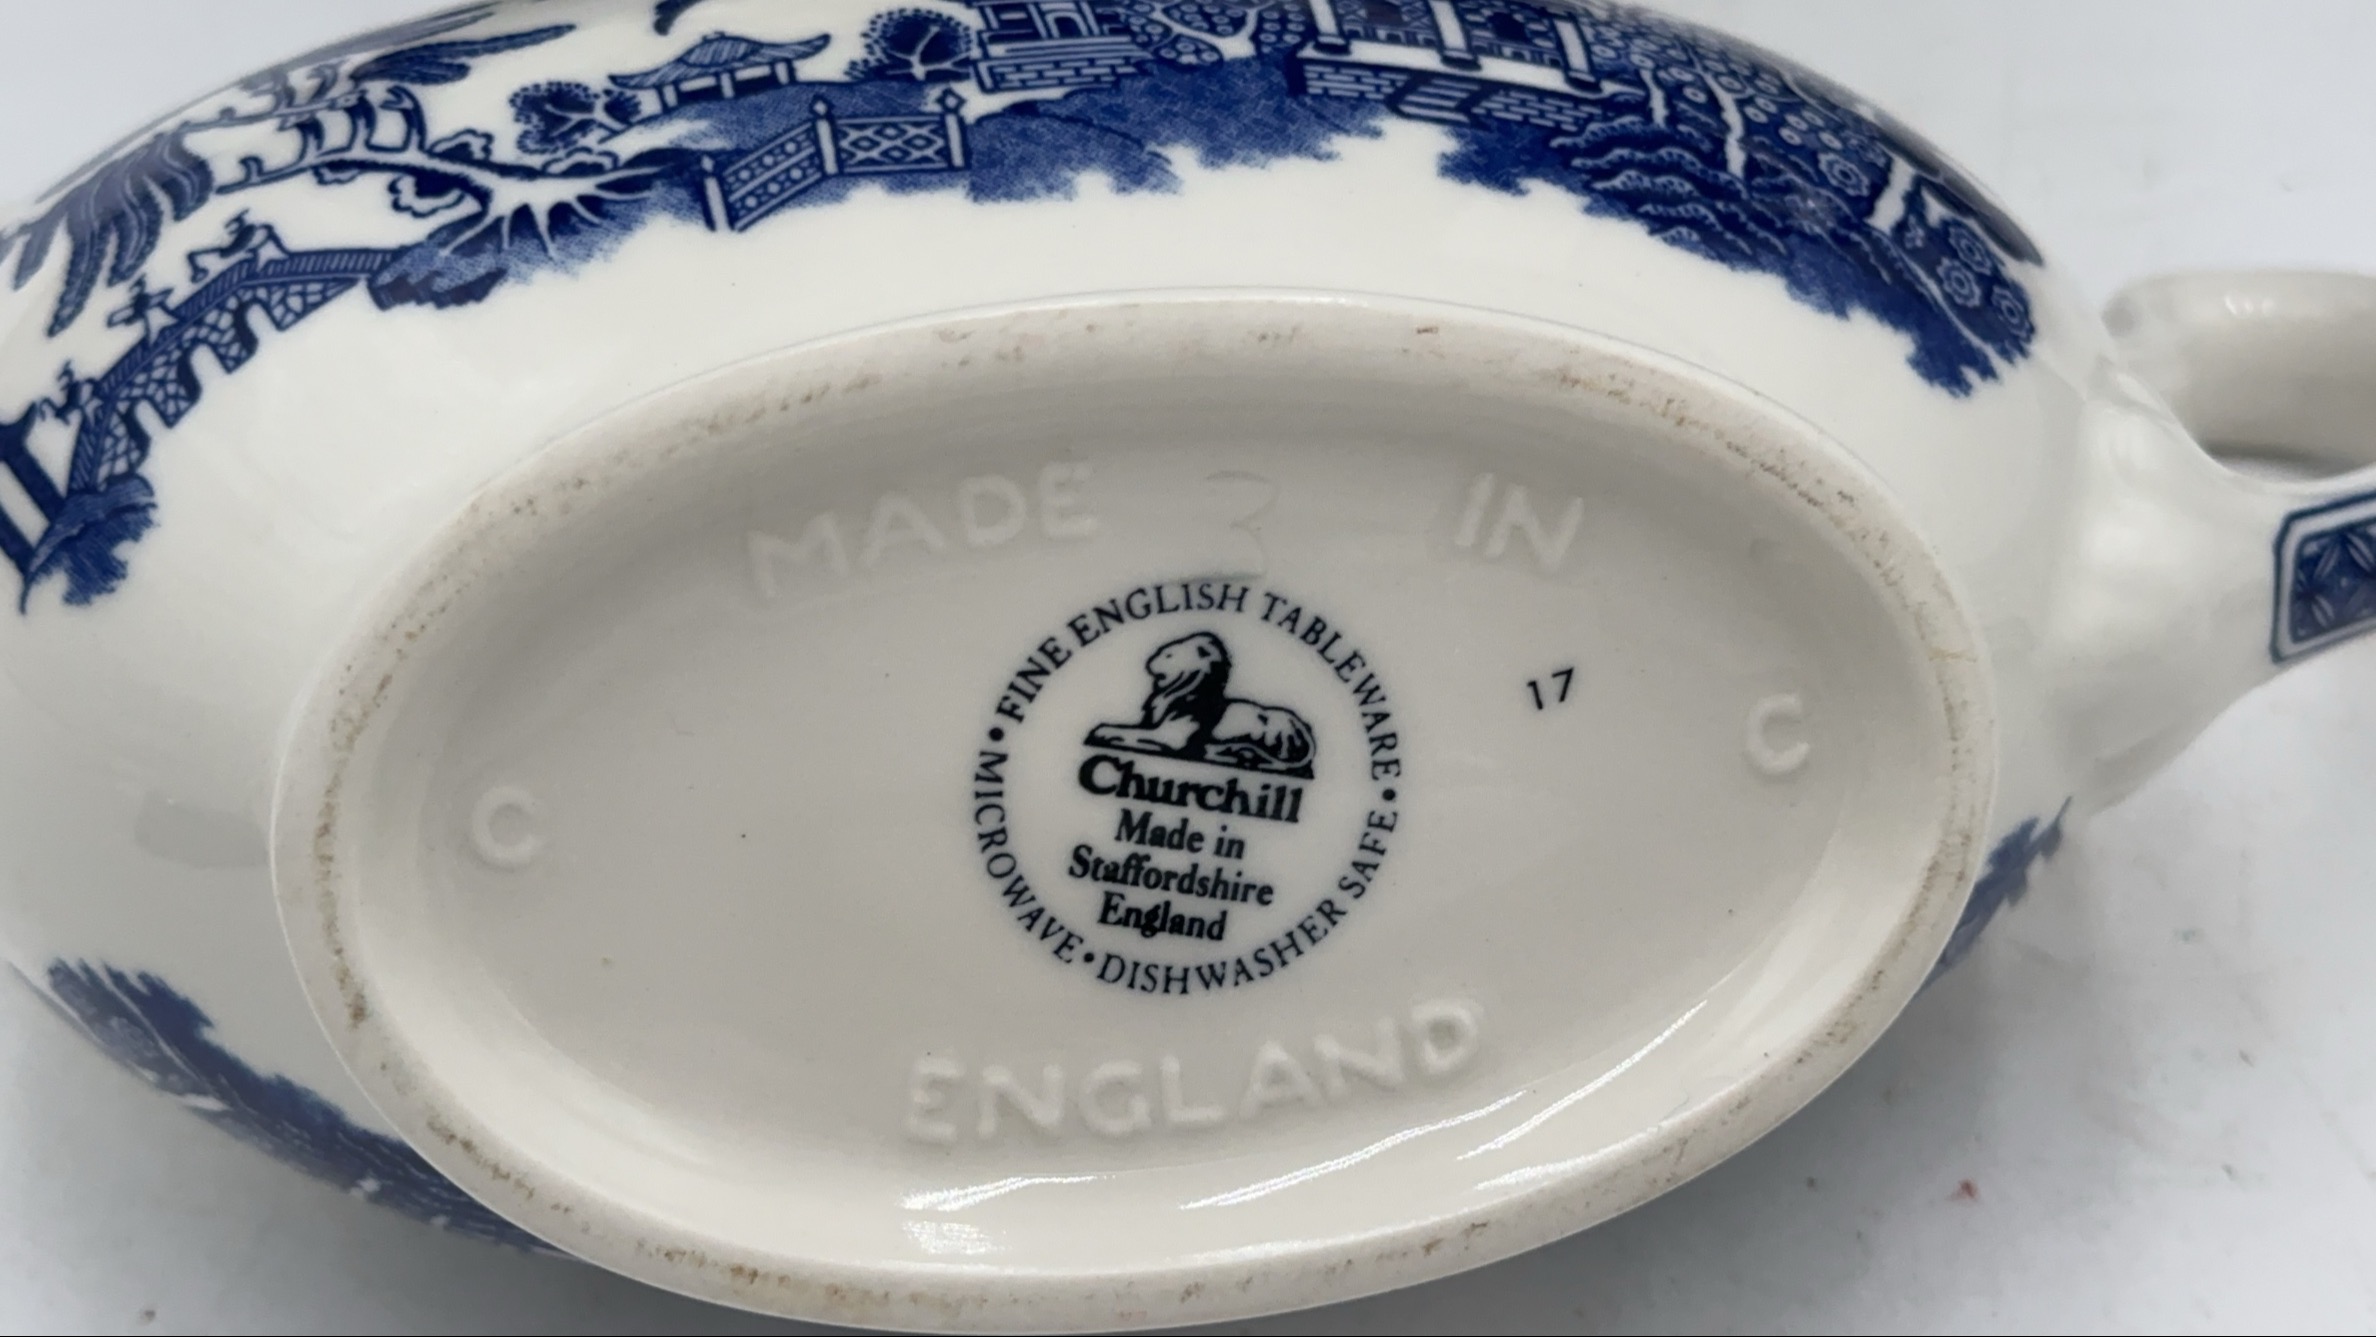 MADE 3 IN
• FINE ENGLISH TABLEWARE •
17
C
C
Churchill
Made in
Staffordshire
England
MICROWAVE • DISHWASHER SAFE
ENGLAND